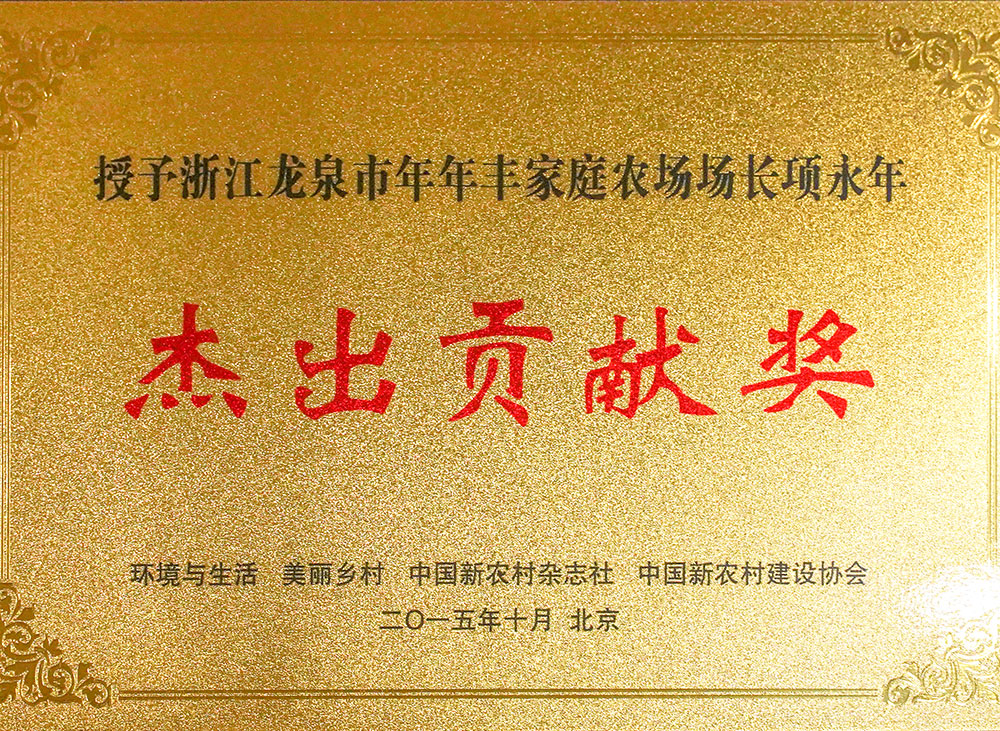 授予浙江龙泉市年年丰家庭农场场长项永年
杰出贡献奖
环境与生活 美丽乡村 中国新农村杂志社 中国新农村建设协会
二〇一五年十月 北京